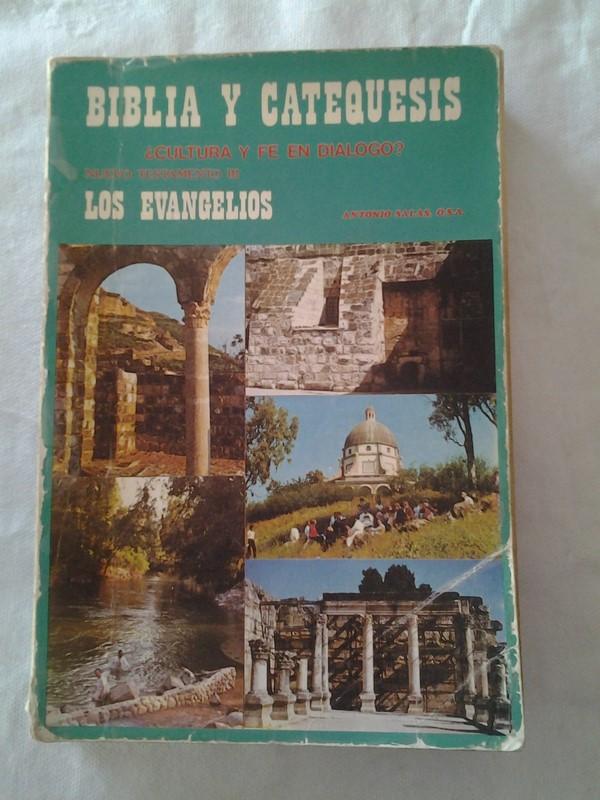 BIBLIA Y CATEQUESIS
¿CULTURA Y FE EN DIALOGO?
NUEVO TESTAMENTO III
LOS EVANGELIOS
ANTONIO SALAS, O.S.A.